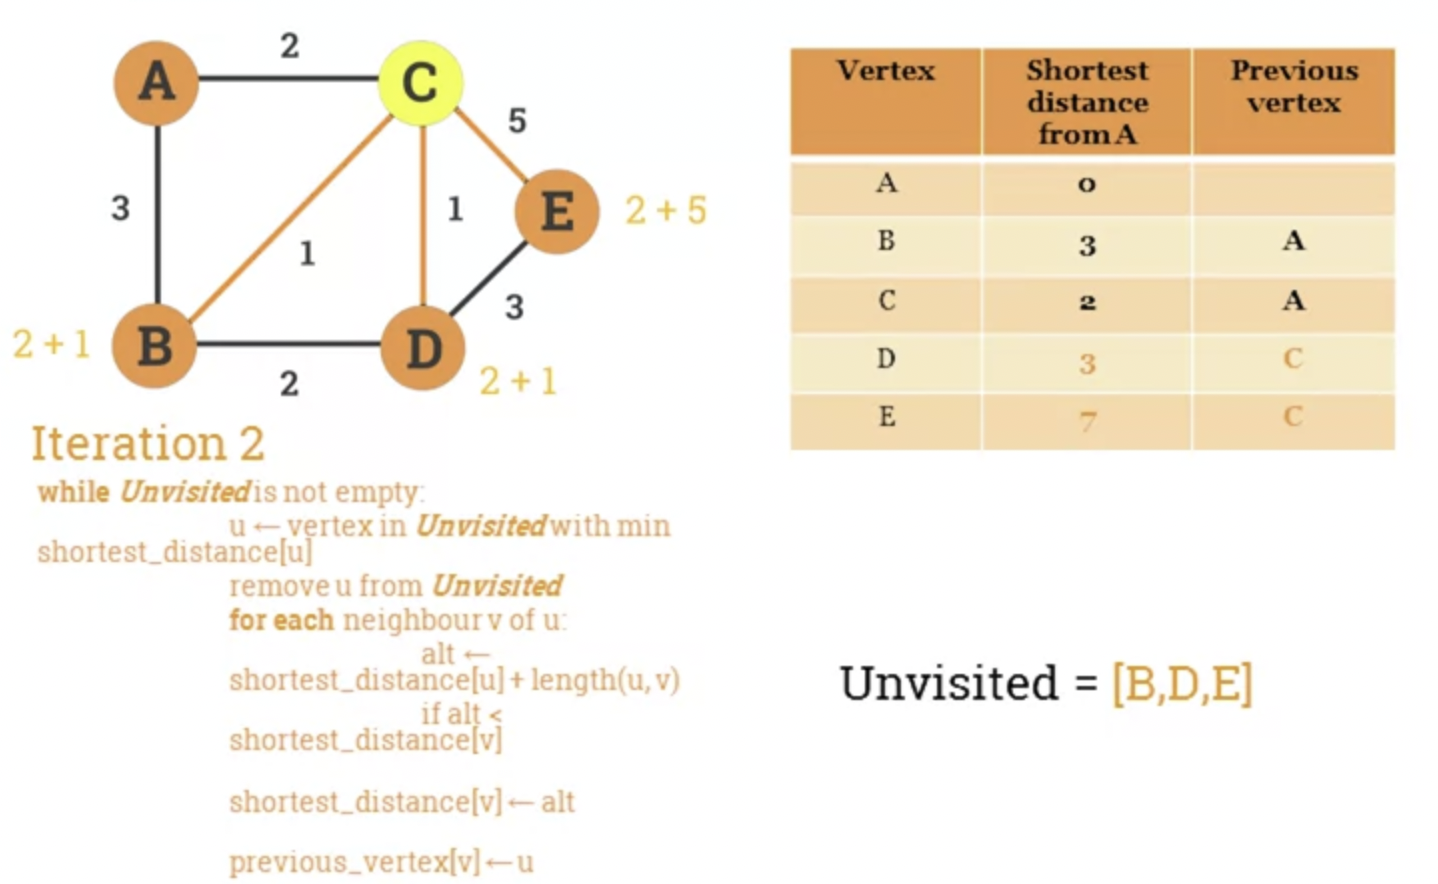 A
2
C
5
3
1
1
E
2 + 5
3
2 + 1
B
D
2
2 + 1
Iteration 2
while Unvisited is not empty:
u ← vertex in Unvisited with min
shortest_distance[u]
remove u from Unvisited
for each neighbour v of u:
alt ←
shortest_distance[u] + length(u, v)
if alt <
shortest_distance[v]
shortest_distance[v] ← alt
previous_vertex[v] ← u
Vertex Shortest distance from A Previous vertex
A 0
B 3 A
C 2 A
D 3 C
E 7 C
Unvisited = [B,D,E]